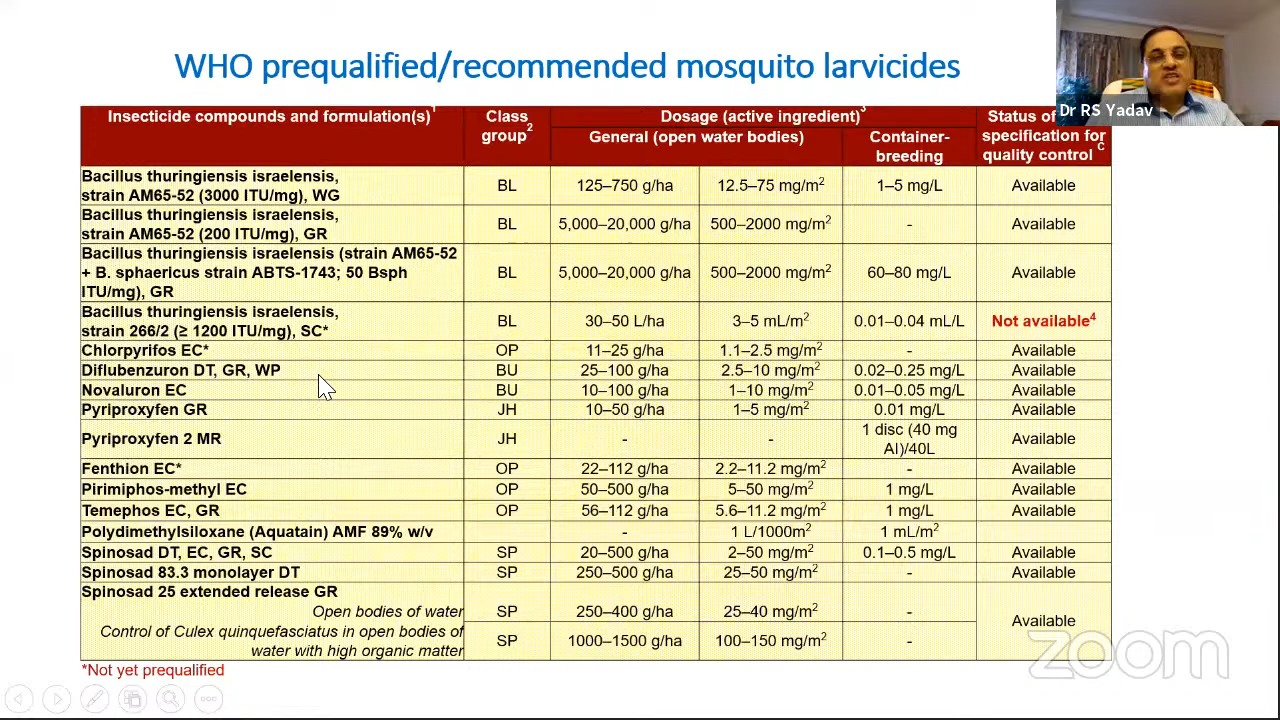 WHO prequalified/recommended mosquito larvicides
Dr RS Yadav
Insecticide compounds and formulation(s)1
Class group2
Dosage (active ingredient)3
Status of
specification for
quality control C
General (open water bodies)
Container-breeding
Bacillus thuringiensis israelensis,
strain AM65-52 (3000 ITU/mg), WG BL 125–750 g/ha 12.5–75 mg/m2 1–5 mg/L Available
Bacillus thuringiensis israelensis,
strain AM65-52 (200 ITU/mg), GR BL 5,000–20,000 g/ha 500–2000 mg/m2 - Available
Bacillus thuringiensis israelensis (strain AM65-52
+ B. sphaericus strain ABTS-1743; 50 Bsph BL 5,000–20,000 g/ha 500–2000 mg/m2 60–80 mg/L Available
ITU/mg), GR
Bacillus thuringiensis israelensis,
strain 266/2 (≥ 1200 ITU/mg), SC* BL 30–50 L/ha 3–5 mL/m2 0.01–0.04 mL/L Not available4
Chlorpyrifos EC* OP 11–25 g/ha 1.1–2.5 mg/m2 - Available
Diflubenzuron DT, GR, WP BU 25–100 g/ha 2.5–10 mg/m2 0.02–0.25 mg/L Available
Novaluron EC BU 10–100 g/ha 1–10 mg/m2 0.01–0.05 mg/L Available
Pyriproxyfen GR JH 10–50 g/ha 1–5 mg/m2 0.01 mg/L Available
Pyriproxyfen 2 MR JH - - 1 disc (40 mg AI)/40L Available
Fenthion EC* OP 22–112 g/ha 2.2–11.2 mg/m2 - Available
Pirimiphos-methyl EC OP 50–500 g/ha 5–50 mg/m2 1 mg/L Available
Temephos EC, GR OP 56–112 g/ha 5.6–11.2 mg/m2 1 mg/L Available
Polydimethylsiloxane (Aquatain) AMF 89% w/v - 1 L/1000m2 1 mL/m2
Spinosad DT, EC, GR, SC SP 20–500 g/ha 2–50 mg/m2 0.1–0.5 mg/L Available
Spinosad 83.3 monolayer DT SP 250–500 g/ha 25–50 mg/m2 - Available
Spinosad 25 extended release GR
Open bodies of water SP 250–400 g/ha 25–40 mg/m2 - Available
Control of Culex quinquefasciatus in open bodies of
water with high organic matter SP 1000–1500 g/ha 100–150 mg/m2 -
*Not yet prequalified
zoom